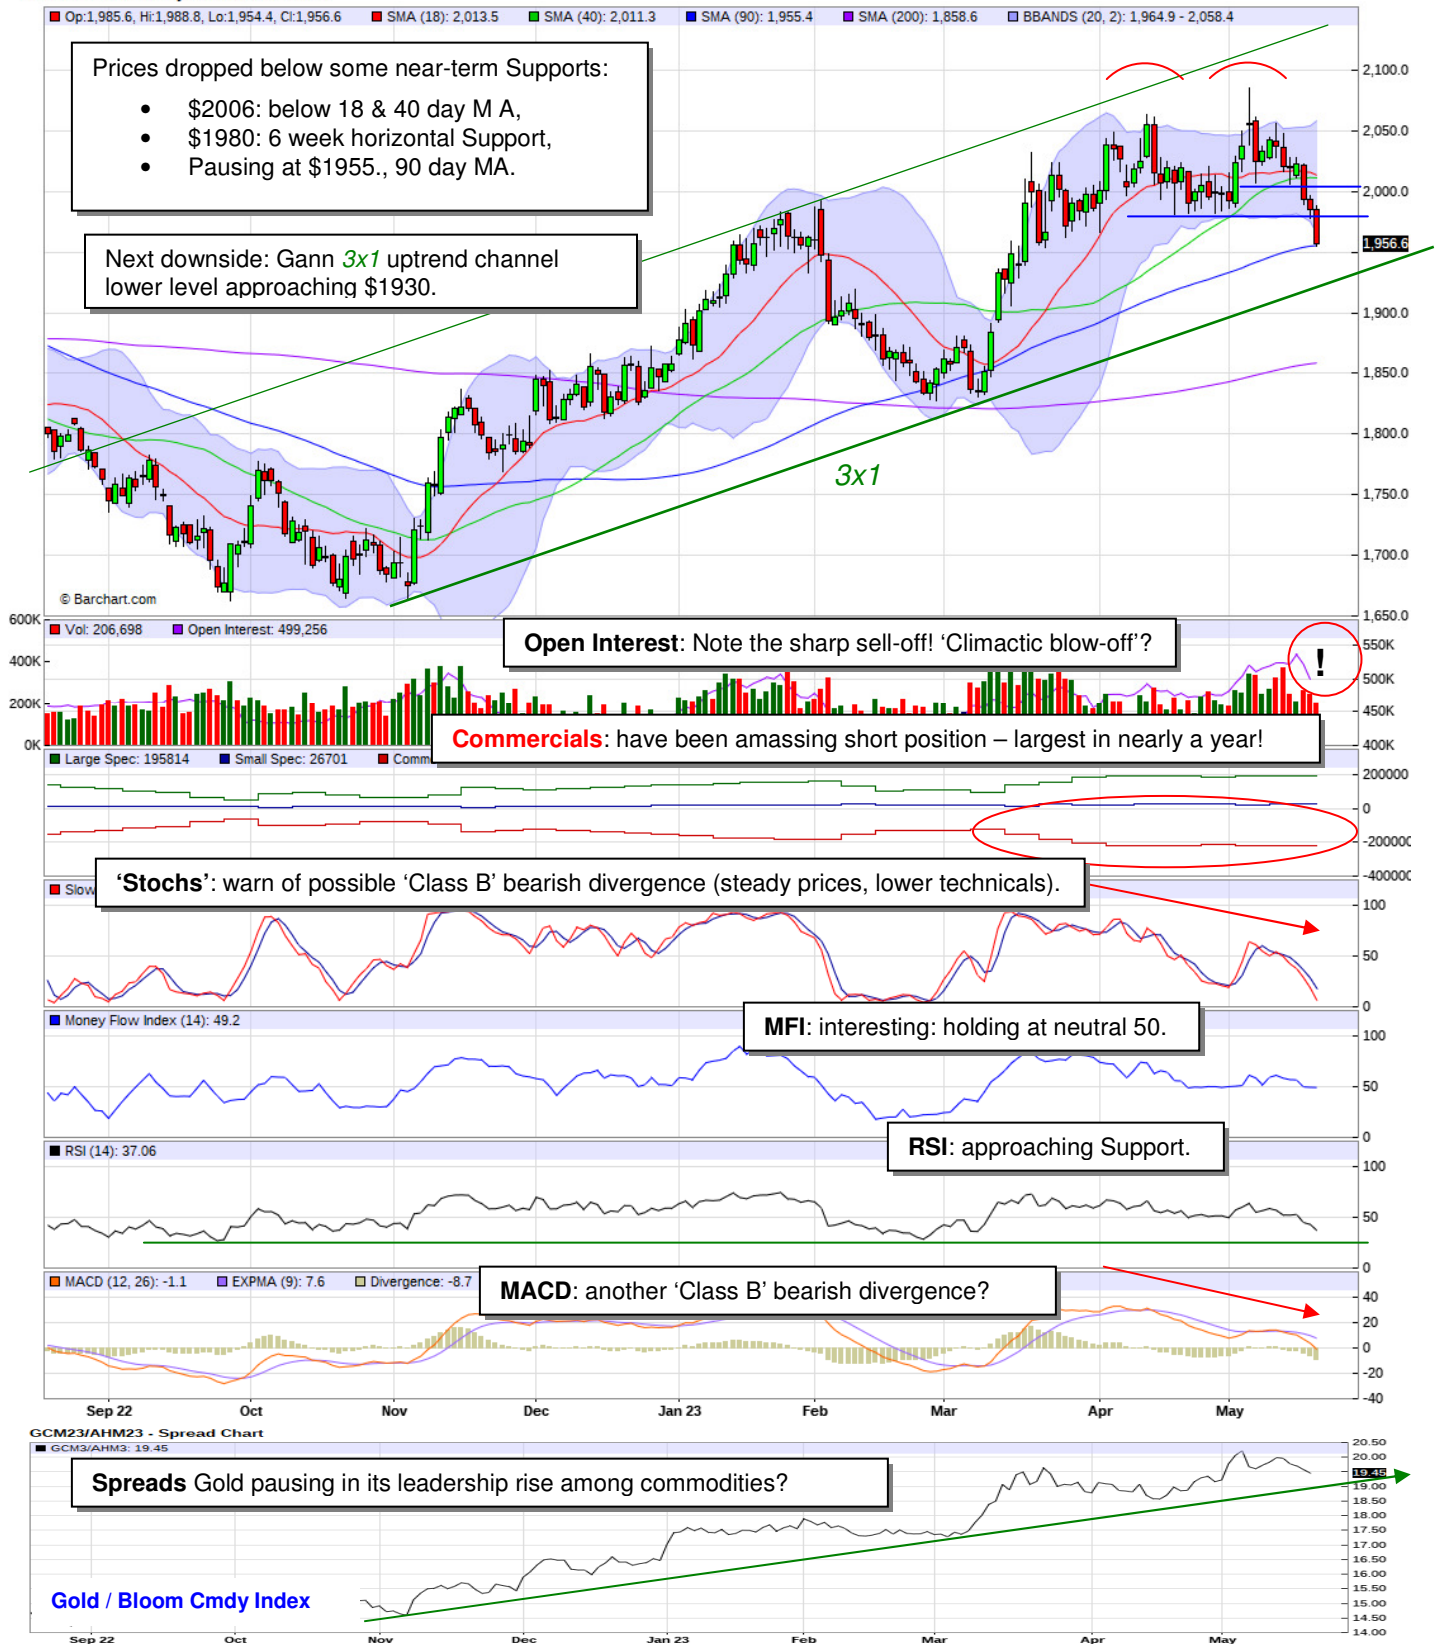 Op:1,985.6, Hi:1,988.8, Lo:1,954.4, Cl:1,956.6 SMA (18): 2,013.5 SMA (40): 2,011.3 SMA (90): 1,955.4 SMA (200): 1,858.6 BBANDS (20, 2): 1,964.9 - 2,058.4
Prices dropped below some near-term Supports:
• $2006: below 18 & 40 day M A,
• $1980: 6 week horizontal Support,
• Pausing at $1955., 90 day MA.
Next downside: Gann 3x1 uptrend channel
lower level approaching $1930.
2,100.0
2,050.0
2,000.0
1,956.6
1,900.0
1,850.0
1,800.0
1,750.0
1,700.0
1,650.0
3x1
© Barchart.com
Vol: 206,698 Open Interest: 499,256
600K
400K
200K
0K
Open Interest: Note the sharp sell-off! ‘Climactic blow-off’?
!
550K
500K
450K
400K
Commercials: have been amassing short position – largest in nearly a year!
Large Spec: 195814 Small Spec: 26701 Comm
200000
0
-200000
-400000
‘Stochs’: warn of possible ‘Class B’ bearish divergence (steady prices, lower technicals).
Slow
100
50
0
Money Flow Index (14): 49.2
MFI: interesting: holding at neutral 50.
100
50
0
RSI (14): 37.06
RSI: approaching Support.
100
50
0
MACD (12, 26): -1.1 EXPMA (9): 7.6 Divergence: -8.7
MACD: another ‘Class B’ bearish divergence?
40
20
0
-20
-40
Sep 22 Oct Nov Dec Jan 23 Feb Mar Apr May
GCM23/AHM23 - Spread Chart
GCM3/AHM3: 19.45
Spreads Gold pausing in its leadership rise among commodities?
20.50
20.00
19.45
19.00
18.50
18.00
17.50
17.00
16.50
16.00
15.50
15.00
14.50
14.00
Gold / Bloom Cmdy Index
Sep 22 Oct Nov Dec Jan 23 Feb Mar Apr May